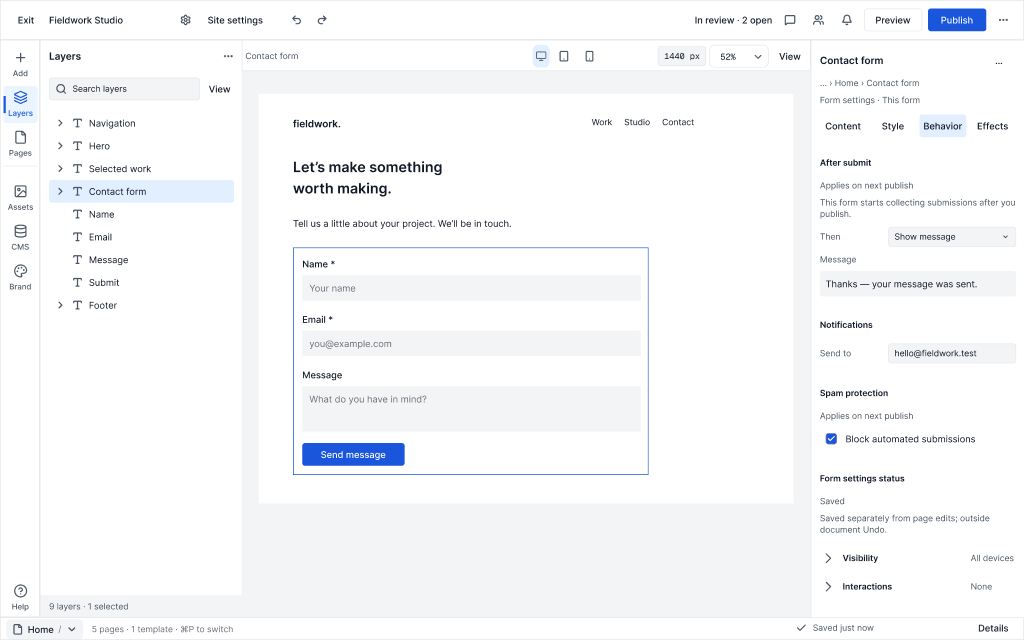 Exit
Fieldwork Studio
Site settings
In review · 2 open
Preview
Publish
Add
Layers
Pages
Assets
CMS
Brand
Help
Layers
Search layers
View
Navigation
Hero
Selected work
Contact form
Name
Email
Message
Submit
Footer
9 layers · 1 selected
Contact form
1440 px
52%
View
fieldwork.
Work
Studio
Contact
Let’s make something
worth making.
Tell us a little about your project. We’ll be in touch.
Name *
Your name
Email *
you@example.com
Message
What do you have in mind?
Send message
Contact form
... › Home › Contact form
Form settings · This form
Content
Style
Behavior
Effects
After submit
Applies on next publish
This form starts collecting submissions after you
publish.
Then
Show message
Message
Thanks — your message was sent.
Notifications
Send to
hello@fieldwork.test
Spam protection
Applies on next publish
Block automated submissions
Form settings status
Saved
Saved separately from page edits; outside
document Undo.
Visibility
All devices
Interactions
None
Home /
5 pages · 1 template · ⌘P to switch
Saved just now
Details